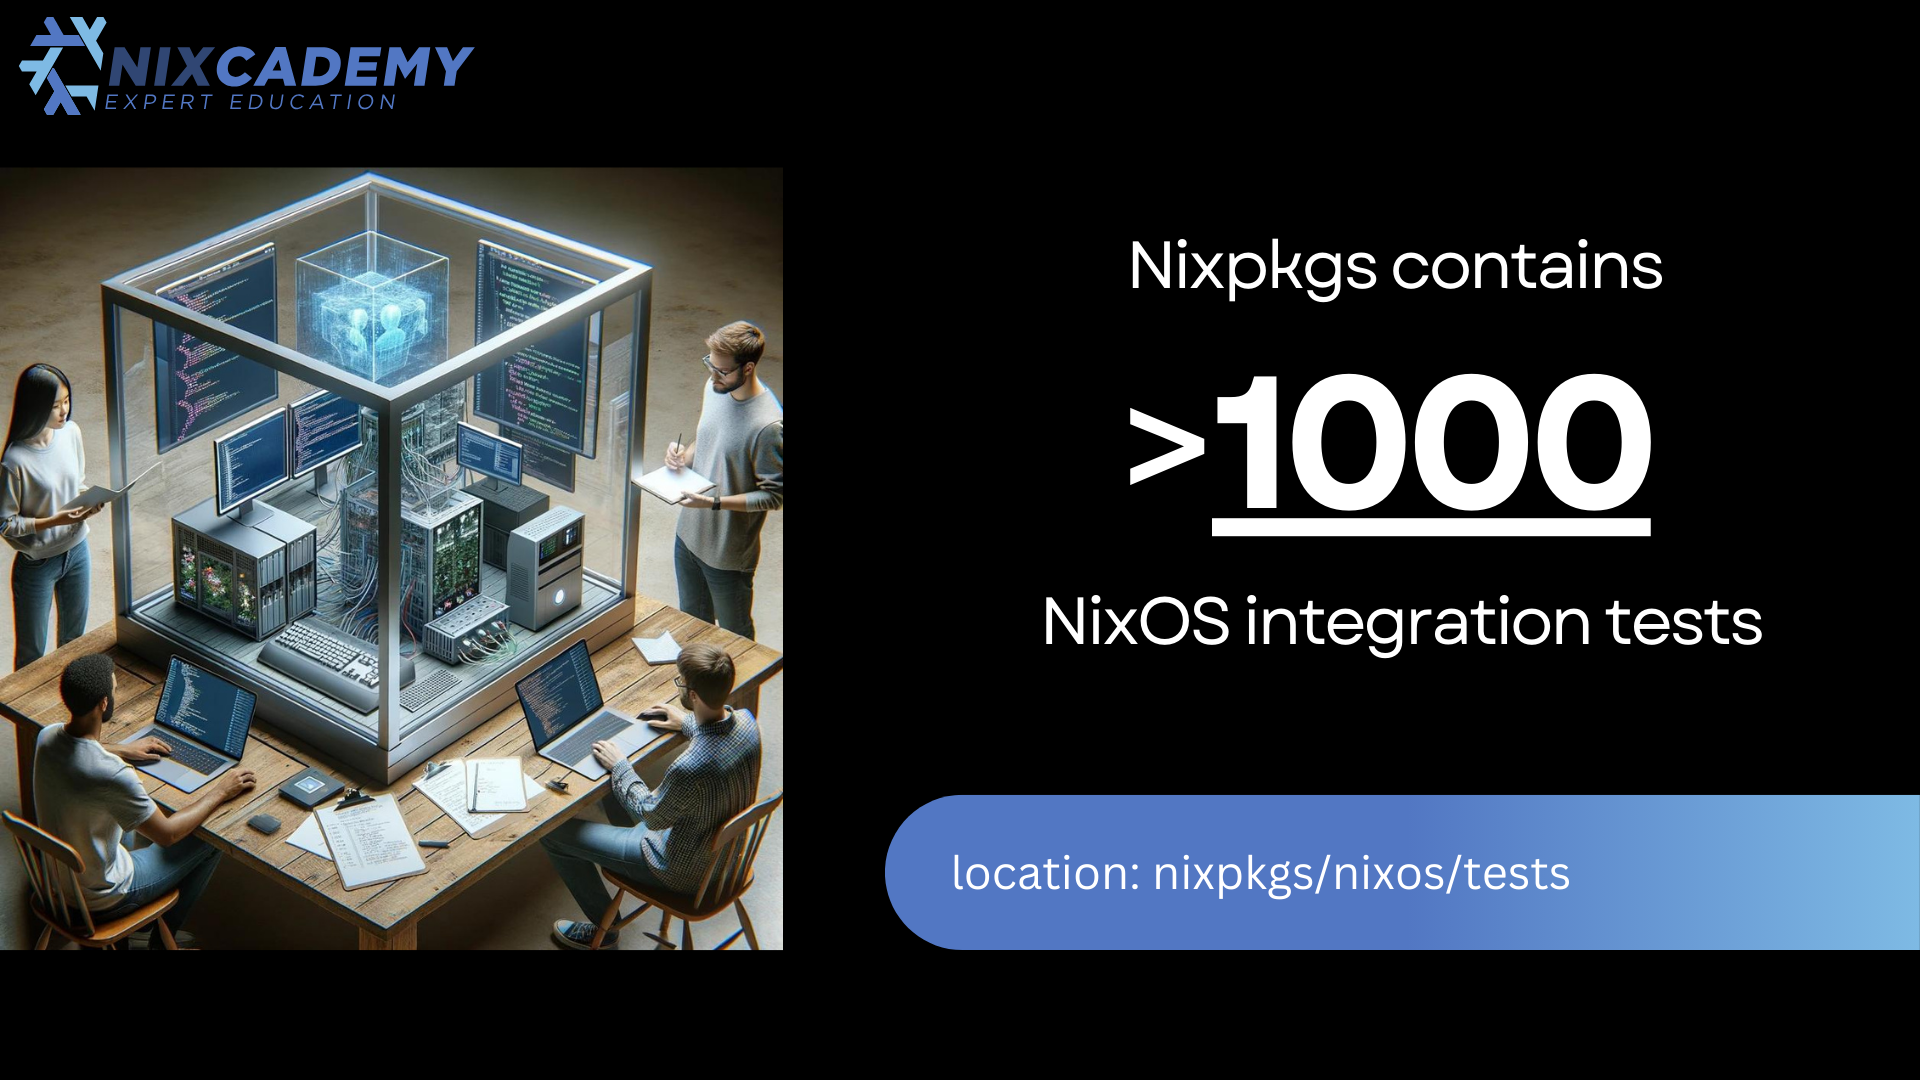 NIXCADEMY
EXPERT EDUCATION
Nixpkgs contains
>1000
NixOS integration tests
location: nixpkgs/nixos/tests